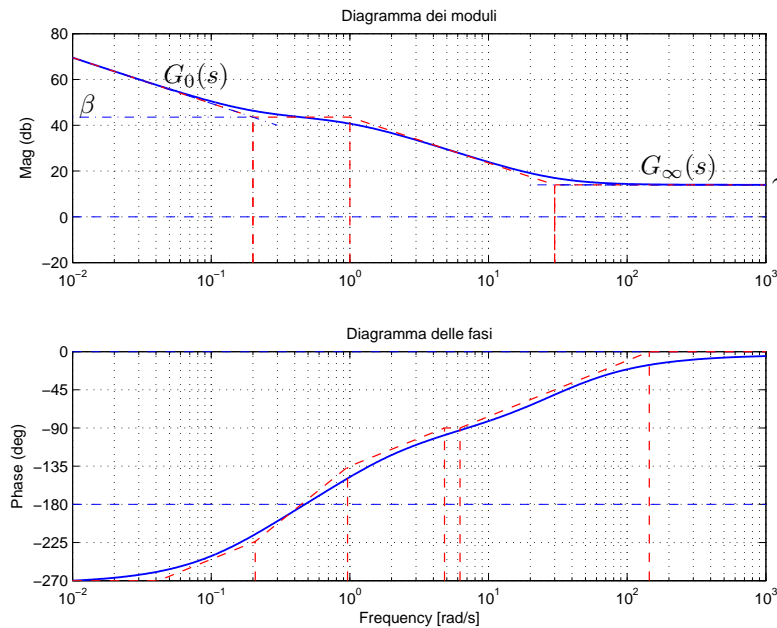 Diagramma dei moduli
80
60
40
20
0
−20
Mag (db)
G₀(s)
β
G∞(s)
10⁻² 10⁻¹ 10⁰ 10¹ 10² 10³
Diagramma delle fasi
0
−45
−90
−135
−180
−225
−270
Phase (deg)
10⁻² 10⁻¹ 10⁰ 10¹ 10² 10³
Frequency [rad/s]